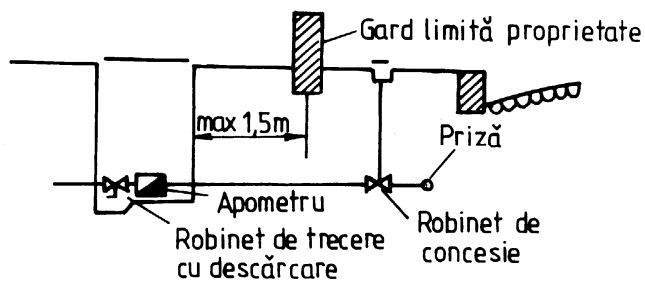 Gard limită proprietate
max 1,5m
Priză
Apometru
Robinet de
concesie
Robinet de trecere
cu descărcare